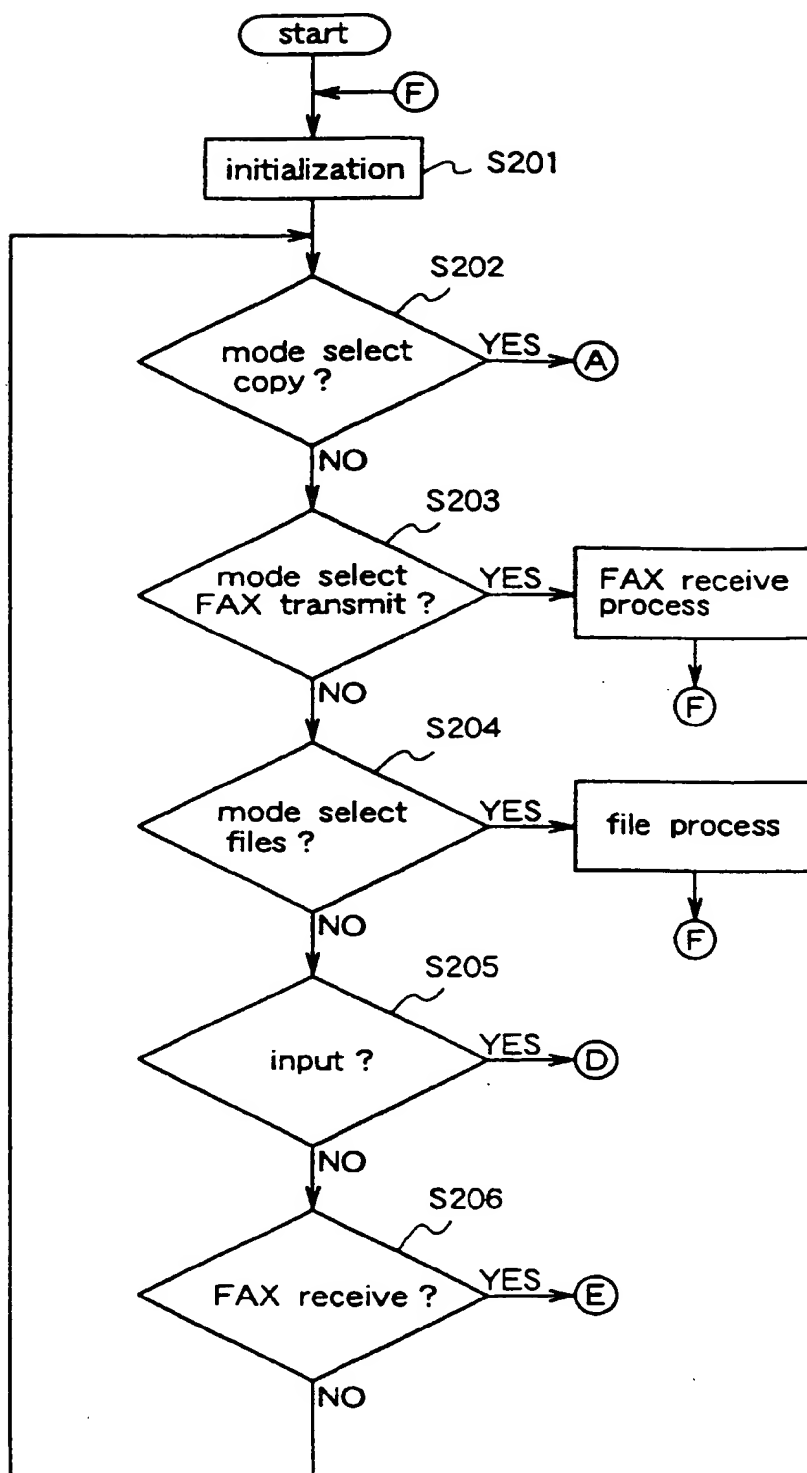 start
F
initialization
S201
S202
mode select
copy ?
YES
A
NO
S203
mode select
FAX transmit ?
YES
FAX receive
process
NO
F
S204
mode select
files ?
YES
file process
NO
F
S205
input ?
YES
D
NO
S206
FAX receive ?
YES
E
NO